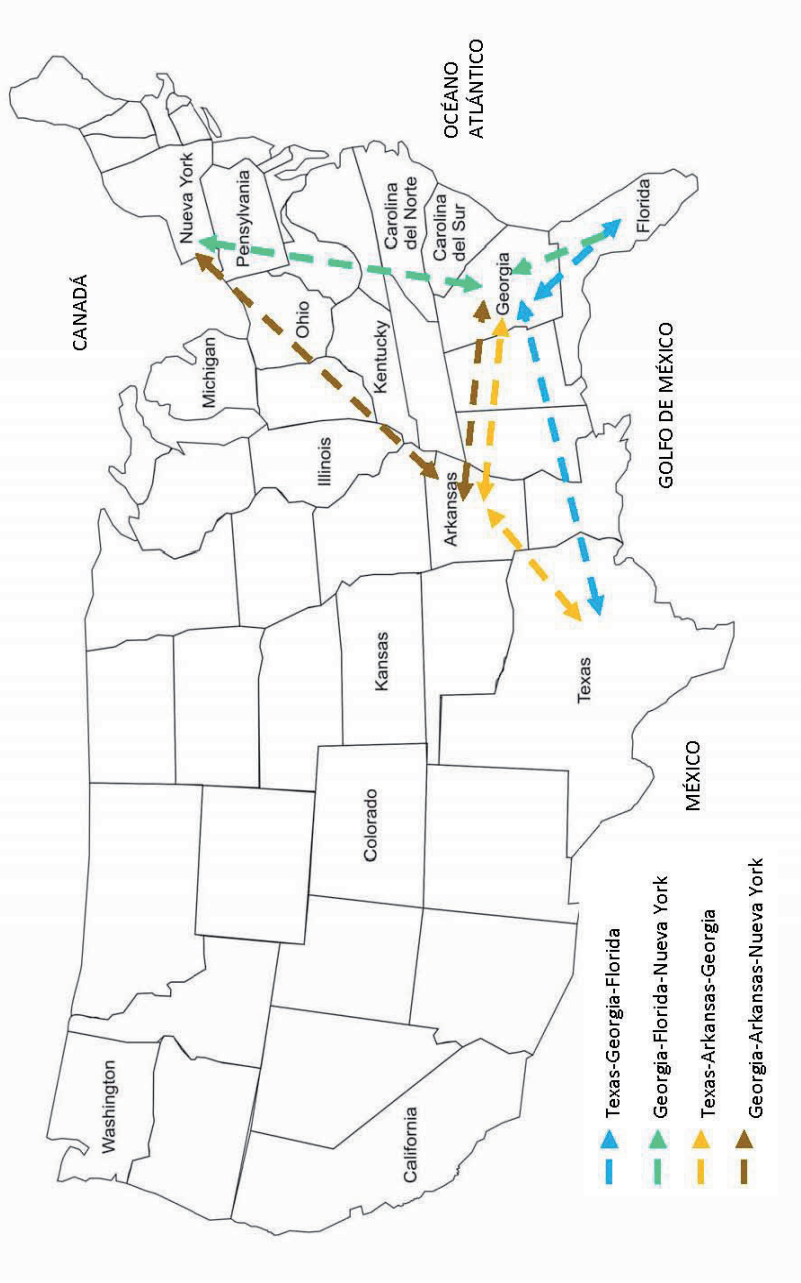 CANADÁ
Washington
Michigan
Nueva York
Pensylvania
Ohio
Illinois
Kentucky
Colorado
Kansas
Carolina
del Norte
Carolina
del Sur
California
Arkansas
Georgia
OCÉANO
ATLÁNTICO
Texas
Florida
GOLFO DE MÉXICO
MÉXICO
Texas-Georgia-Florida
Georgia-Florida-Nueva York
Texas-Arkansas-Georgia
Georgia-Arkansas-Nueva York